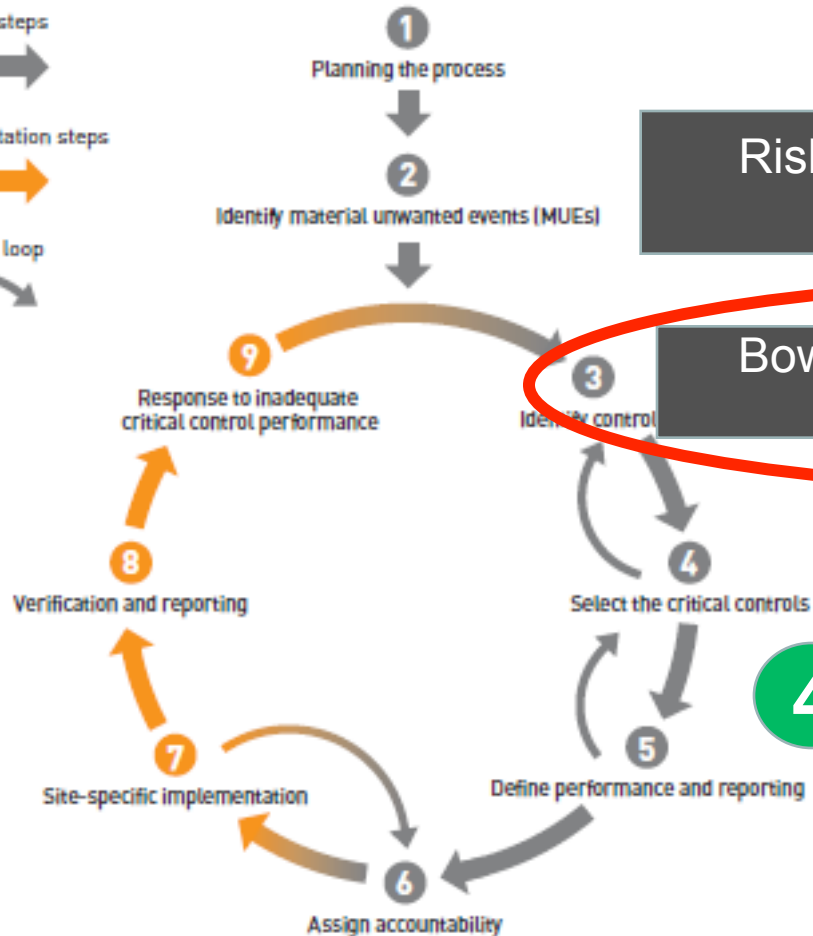 steps
1
Planning the process
tation steps
2
Identify material unwanted events (MUEs)
loop
9
Response to inadequate
critical control performance
3
Identify control
8
Verification and reporting
4
Select the critical controls
4
7
Site-specific implementation
5
Define performance and reporting
6
Assign accountability